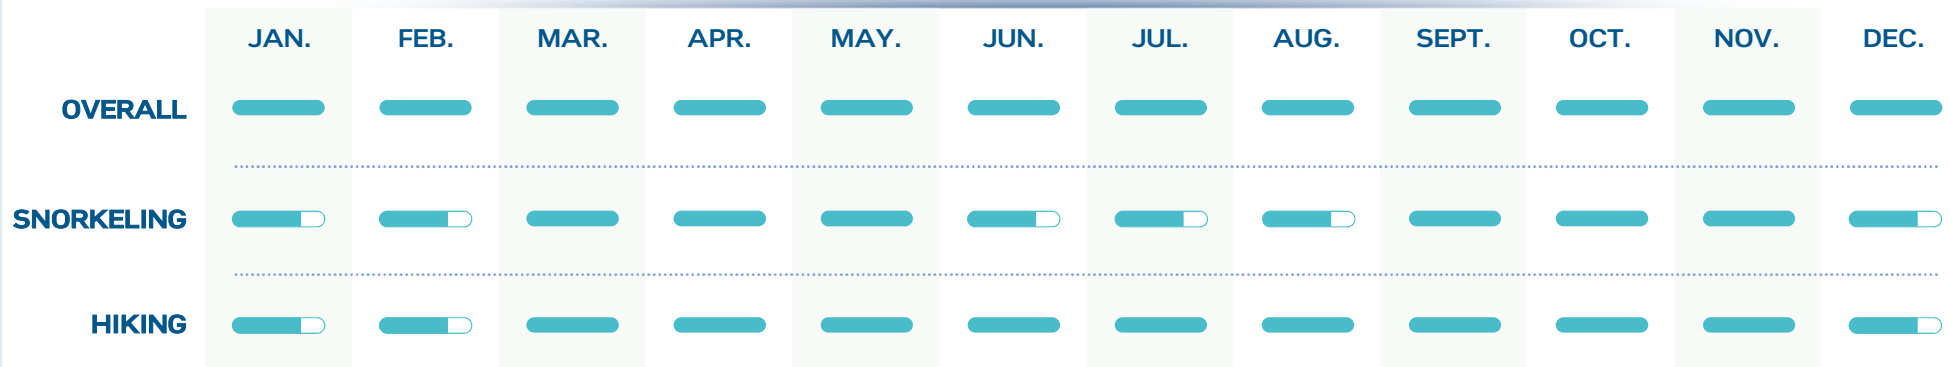 JAN. FEB. MAR. APR. MAY. JUN. JUL. AUG. SEPT. OCT. NOV. DEC.
OVERALL
SNORKELING
HIKING